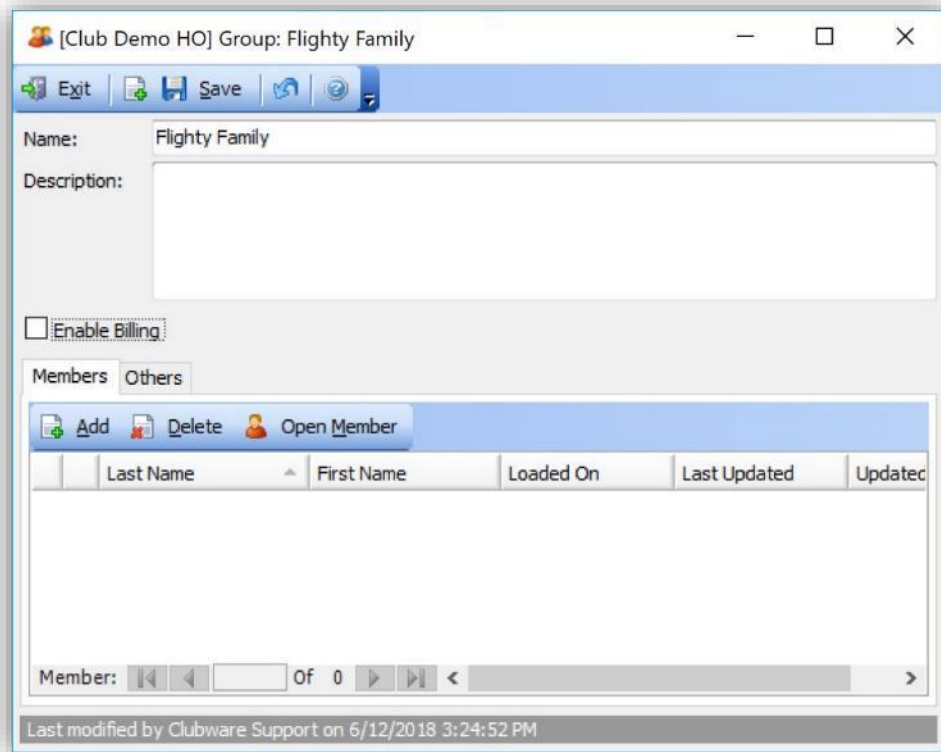 [Club Demo HO] Group: Flighty Family
Exit Save
Name: Flighty Family
Description:
Enable Billing
Members Others
Add Delete Open Member
Last Name First Name Loaded On Last Updated Updated
Member: Of 0
Last modified by Clubware Support on 6/12/2018 3:24:52 PM